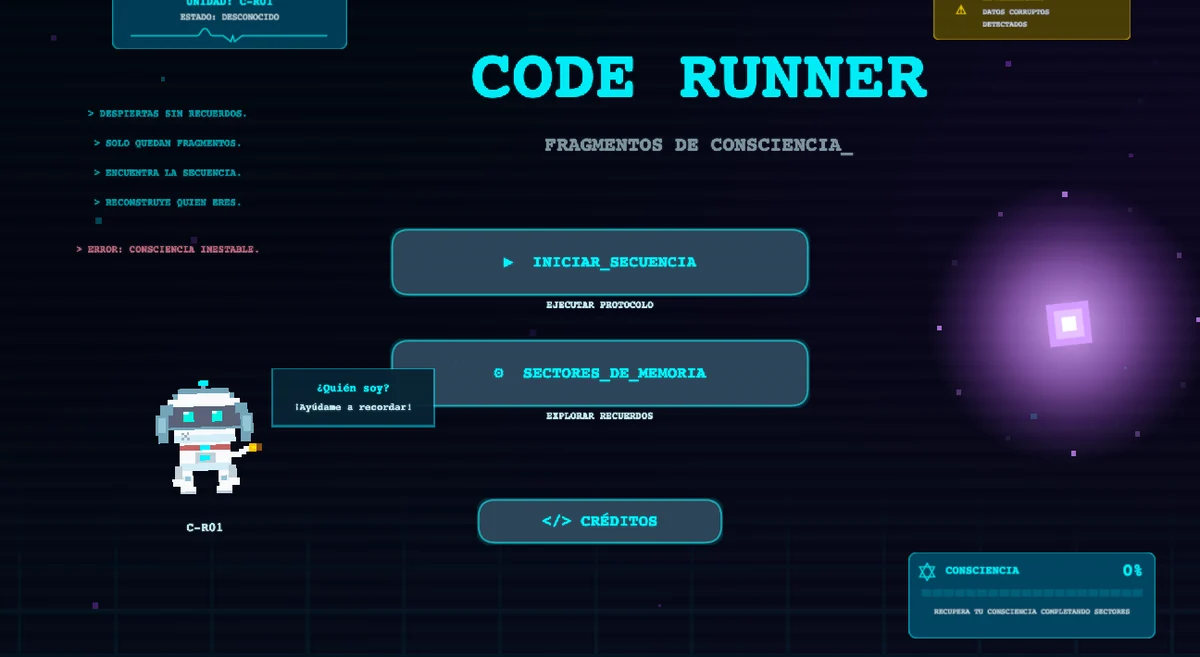 UNIDAD: C-R01
ESTADO: DESCONOCIDO
⚠ DATOS CORRUPTOS
DETECTADOS
CODE RUNNER
FRAGMENTOS DE CONSCIENCIA_
> DESPIERTAS SIN RECUERDOS.
> SOLO QUEDAN FRAGMENTOS.
> ENCUENTRA LA SECUENCIA.
> RECONSTRUYE QUIEN ERES.
> ERROR: CONSCIENCIA INESTABLE.
▶ INICIAR_SECUENCIA
EJECUTAR PROTOCOLO
⚙ SECTORES_DE_MEMORIA
EXPLORAR RECUERDOS
¿Quién soy?
¡Ayúdame a recordar!
C-R01
</> CRÉDITOS
CONSCIENCIA 0%
RECUPERA TU CONSCIENCIA COMPLETANDO SECTORES